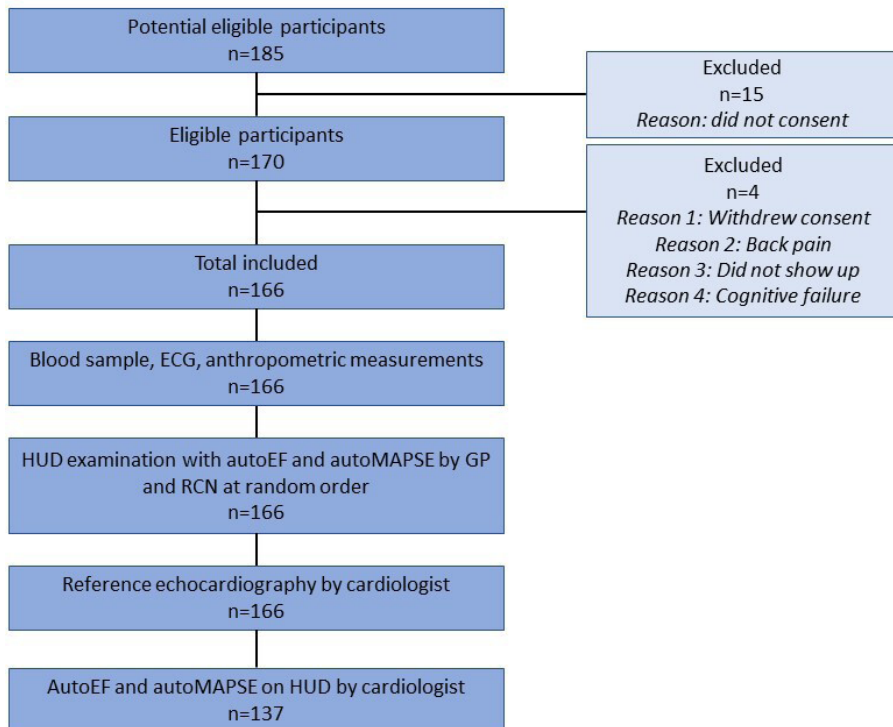 Potential eligible participants
n=185
Excluded
n=15
Reason: did not consent
Eligible participants
n=170
Excluded
n=4
Reason 1: Withdrew consent
Reason 2: Back pain
Reason 3: Did not show up
Reason 4: Cognitive failure
Total included
n=166
Blood sample, ECG, anthropometric measurements
n=166
HUD examination with autoEF and autoMAPSE by GP
and RCN at random order
n=166
Reference echocardiography by cardiologist
n=166
AutoEF and autoMAPSE on HUD by cardiologist
n=137